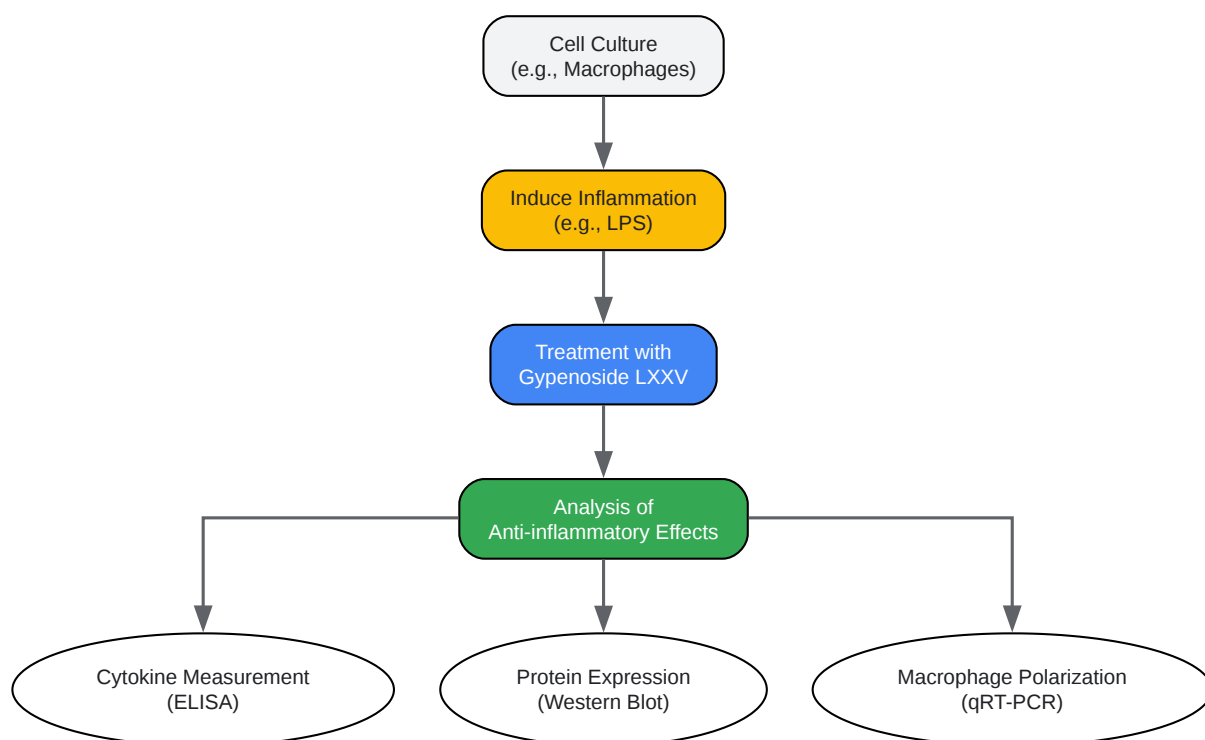 Cell Culture
(e.g., Macrophages)
Induce Inflammation
(e.g., LPS)
Treatment with
Gypenoside LXXV
Analysis of
Anti-inflammatory Effects
Cytokine Measurement
(ELISA)
Protein Expression
(Western Blot)
Macrophage Polarization
(qRT-PCR)